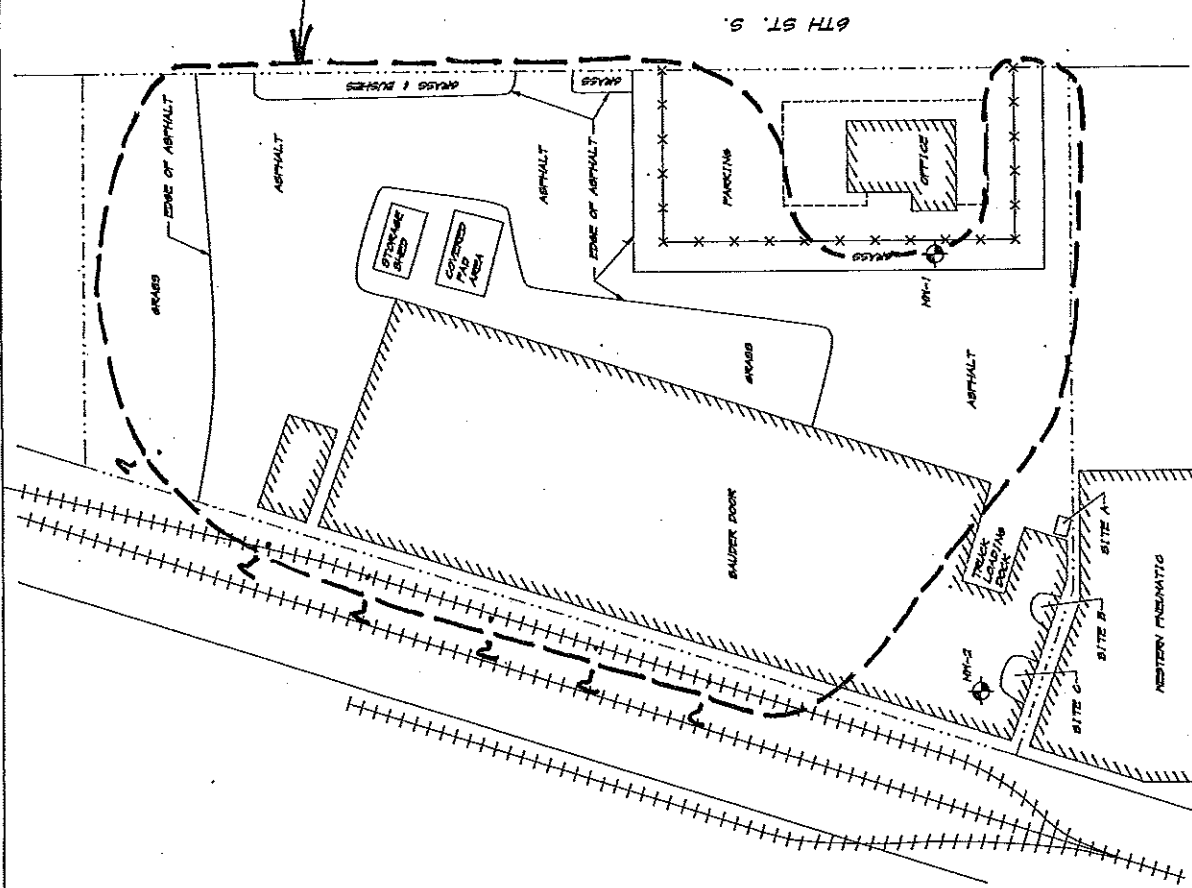 6TH ST. S.
GRASS & BUSHES
GRASS
EDGE OF ASPHALT
ASPHALT
ASPHALT
EDGE OF ASPHALT
PARKING
OFFICE
STORAGE
SHED
COVERED
PAD
AREA
GRASS
GRASS
MW-1
GRASS
ASPHALT
BAUDER DOOR
TRUCK
LOADING
DOCK
SITE A
SITE B
SITE C
MW-2
WESTERN PNEUMATIC
?
?
?
?
?
?